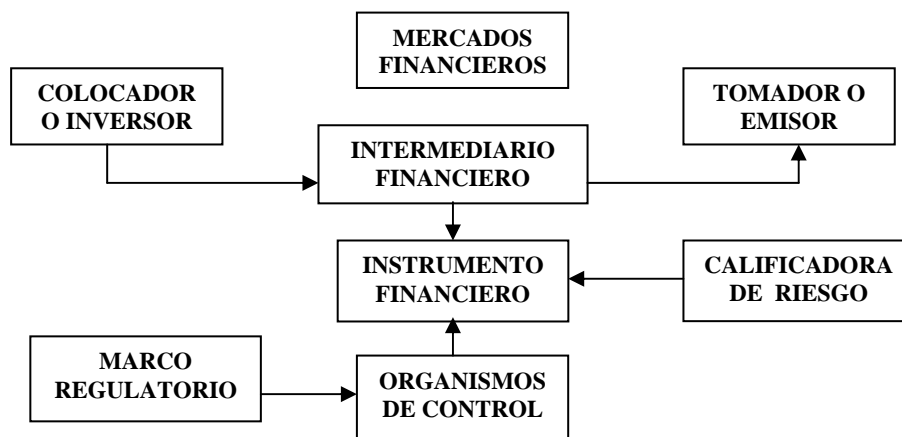 MERCADOS
FINANCIEROS
COLOCADOR
O INVERSOR
TOMADOR O
EMISOR
INTERMEDIARIO
FINANCIERO
INSTRUMENTO
FINANCIERO
CALIFICADORA
DE RIESGO
MARCO
REGULATORIO
ORGANISMOS
DE CONTROL